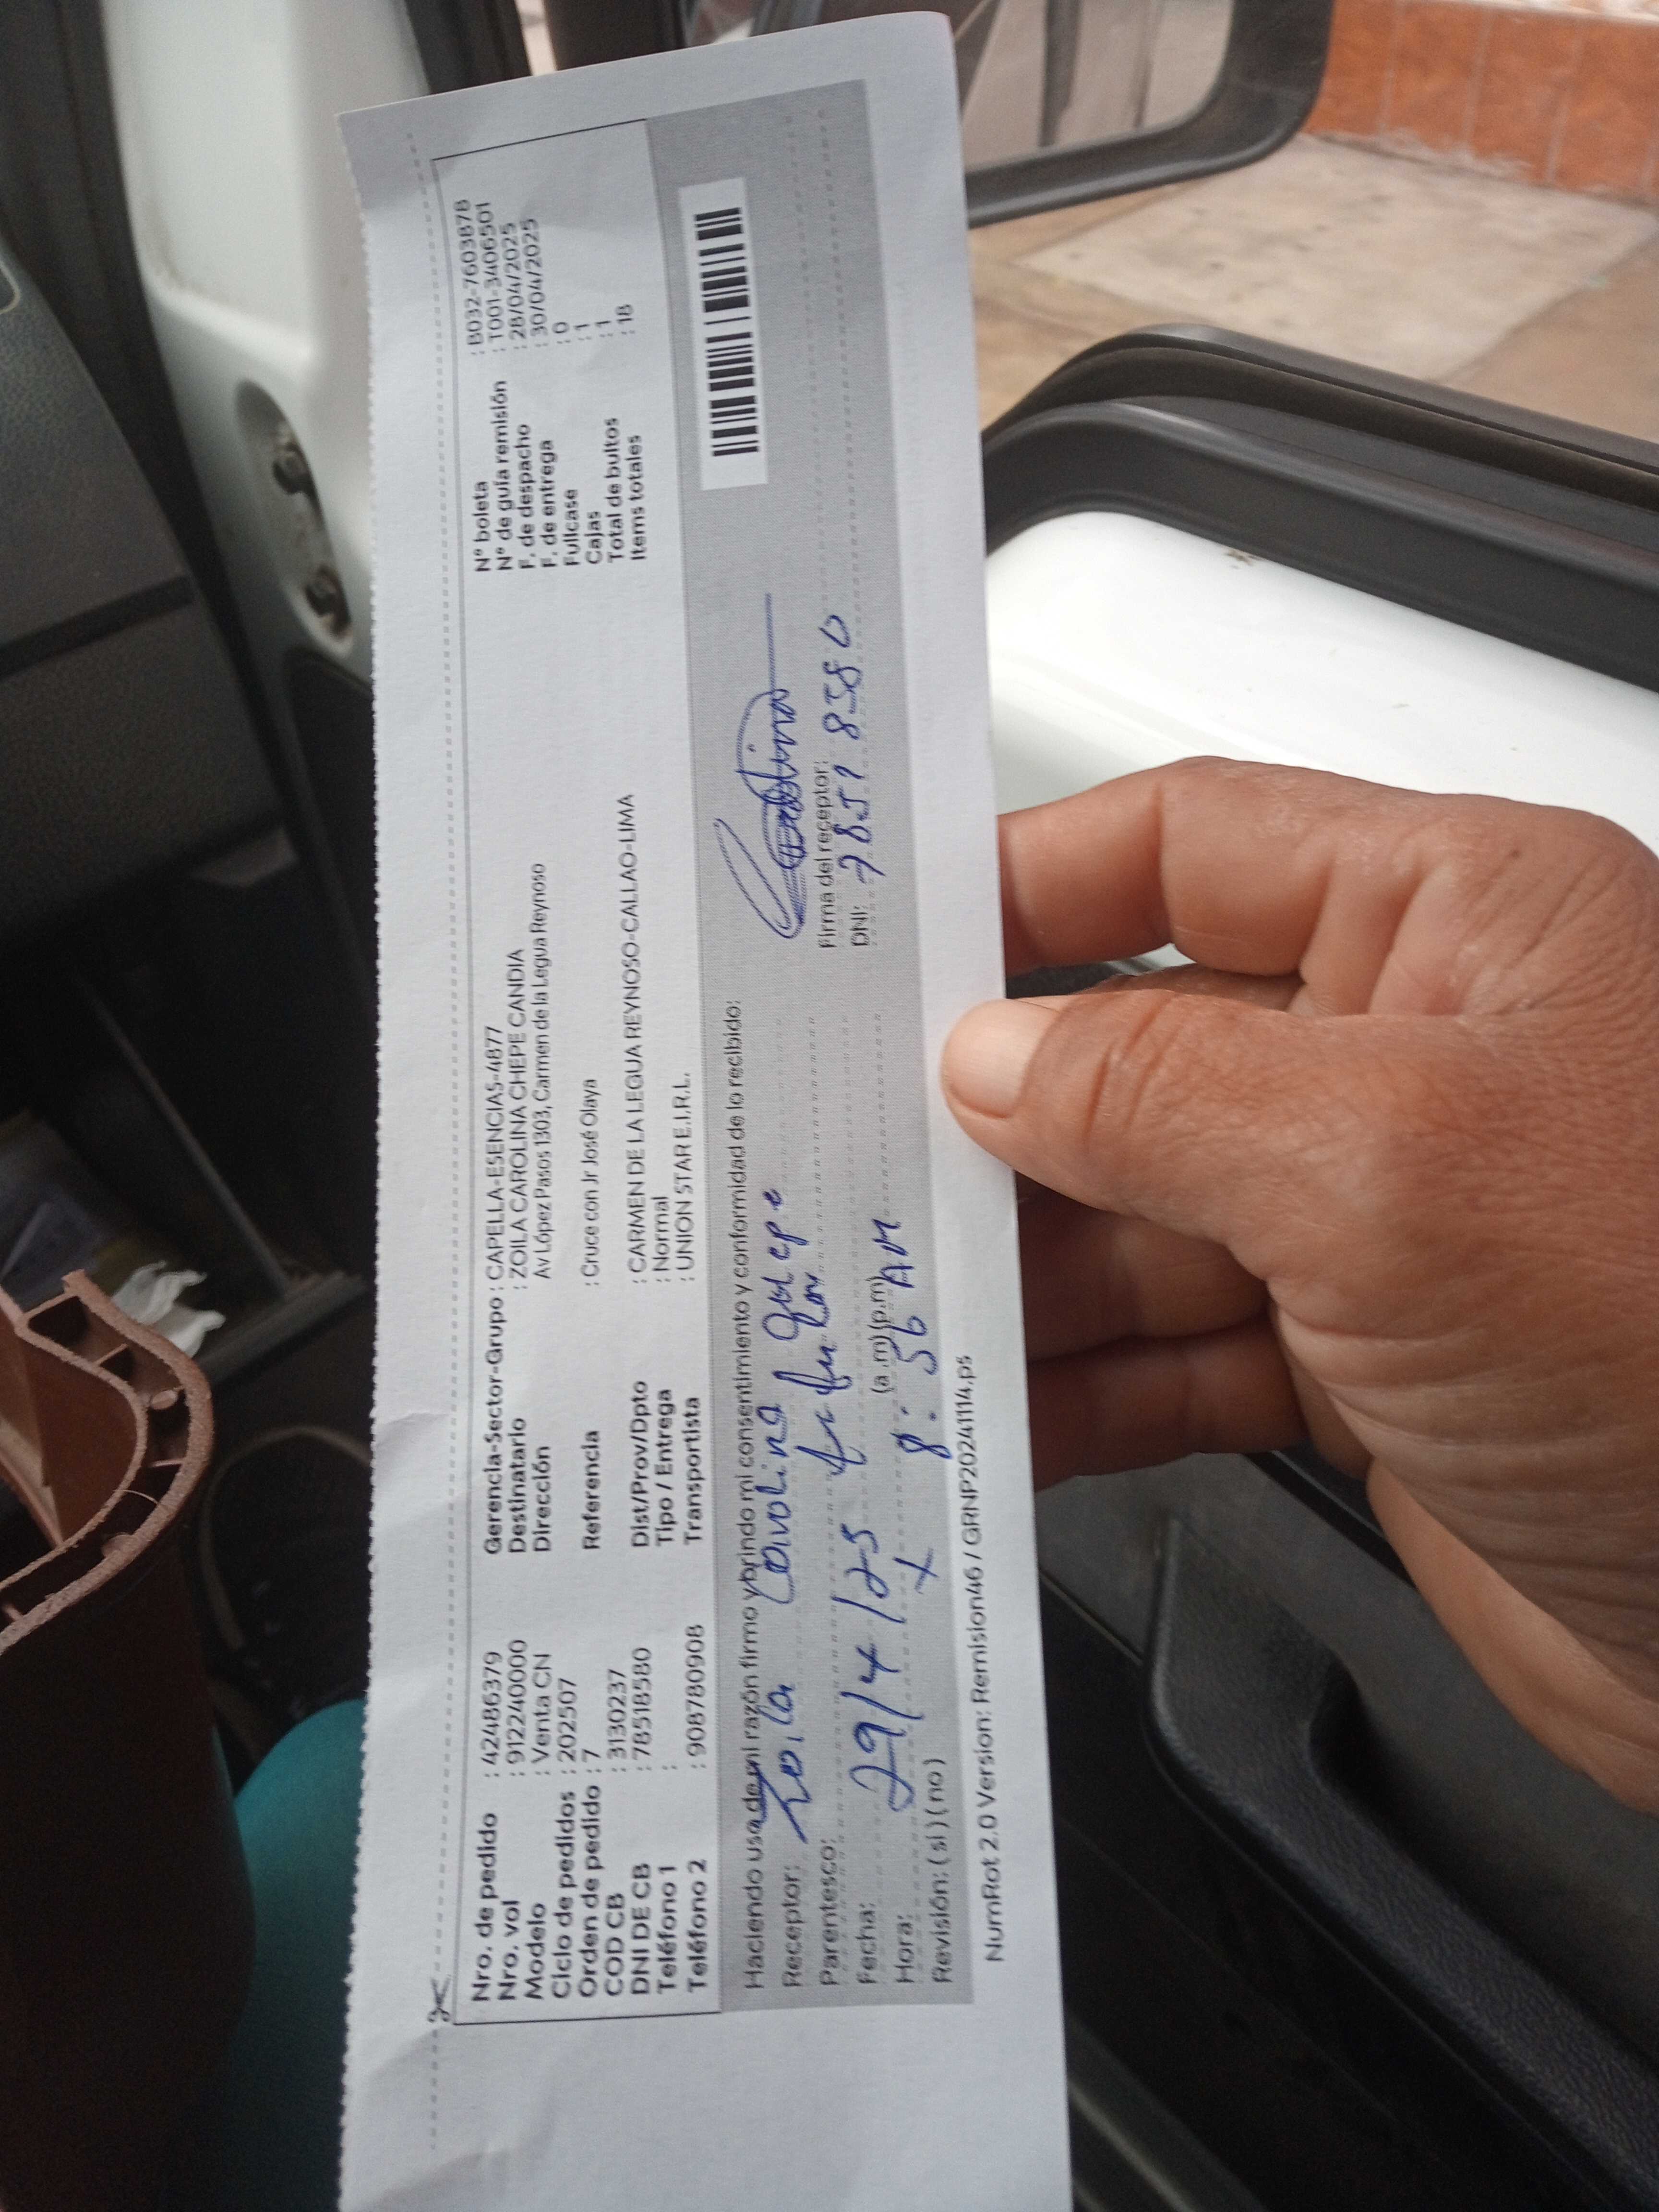 Nro. de pedido : 42486379
Nro. vol : 912240000
Modelo : Venta CN
Ciclo de pedidos : 202507
Orden de pedido : 7
COD CB : 3130237
DNI DE CB : 78518580
Teléfono 1 :
Teléfono 2 : 908780908
Gerencia-Sector-Grupo : CAPELLA-ESENCIAS-4877
Destinatario : ZOILA CAROLINA CHEPE CANDIA
Dirección Av López Pasos 1303, Carmen de la Legua Reynoso
Referencia : Cruce con Jr José Olaya
Dist/Prov/Dpto : CARMEN DE LA LEGUA REYNOSO-CALLAO-LIMA
Tipo / Entrega : Normal
Transportista : UNION STAR E.I.R.L.
N° boleta : B032-7603878
N° de guía remisión : T001-3406501
F. de despacho : 28/04/2025
F. de entrega : 30/04/2025
Fullcase : 0
Cajas : 1
Total de bultos : 1
Items totales : 18
Haciendo uso de mi razón firmo y brindo mi consentimiento y conformidad de lo recibido:
Receptor: Zoila Carolina
Parentesco:
Fecha: 29/4/25
Hora: 8:56 AM (a.m) (p.m)
Revisión: (si) (no) x
Firma del receptor:
DNI: 78518580
NumRot 2.0 Version: Remision46 / GRNP20241114.ps